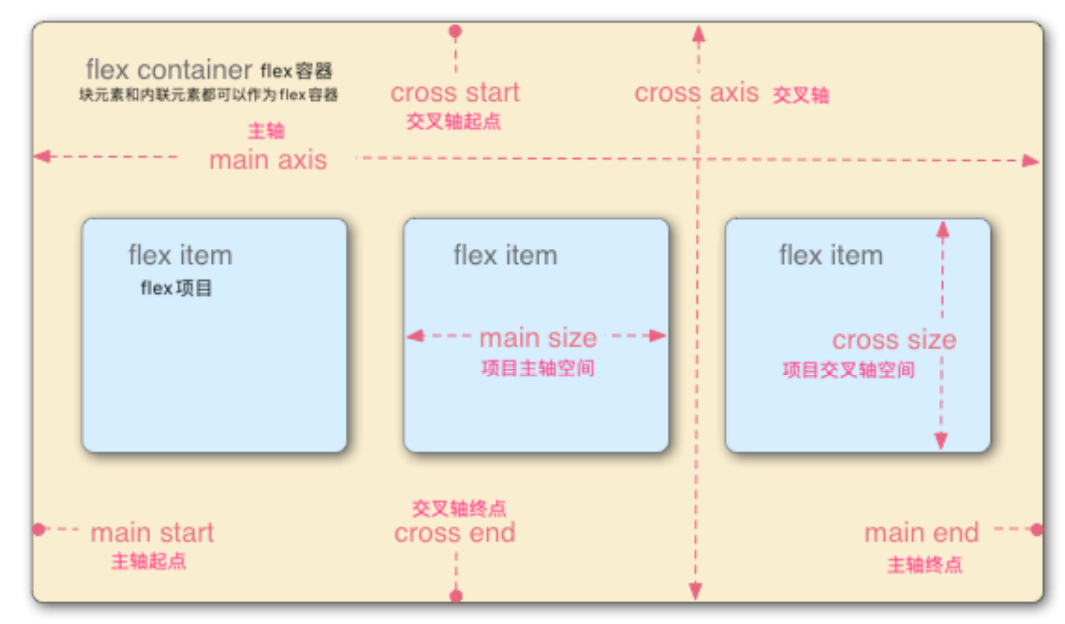 flex container flex容器
块元素和内联元素都可以作为flex容器
cross start
交叉轴起点
cross axis 交叉轴
主轴
main axis
flex item
flex项目
flex item
main size
项目主轴空间
flex item
cross size
项目交叉轴空间
main start
主轴起点
交叉轴终点
cross end
main end
主轴终点